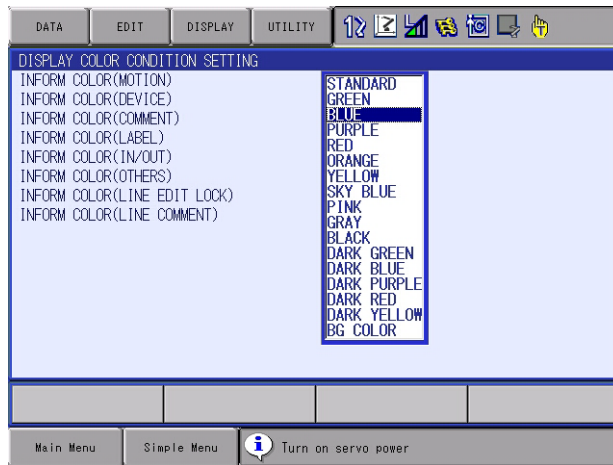 DATA EDIT DISPLAY UTILITY
DISPLAY COLOR CONDITION SETTING
INFORM COLOR(MOTION)
INFORM COLOR(DEVICE)
INFORM COLOR(COMMENT)
INFORM COLOR(LABEL)
INFORM COLOR(IN/OUT)
INFORM COLOR(OTHERS)
INFORM COLOR(LINE EDIT LOCK)
INFORM COLOR(LINE COMMENT)
STANDARD
GREEN
BLUE
PURPLE
RED
ORANGE
YELLOW
SKY BLUE
PINK
GRAY
BLACK
DARK GREEN
DARK BLUE
DARK PURPLE
DARK RED
DARK YELLOW
BG COLOR
Main Menu Simple Menu Turn on servo power